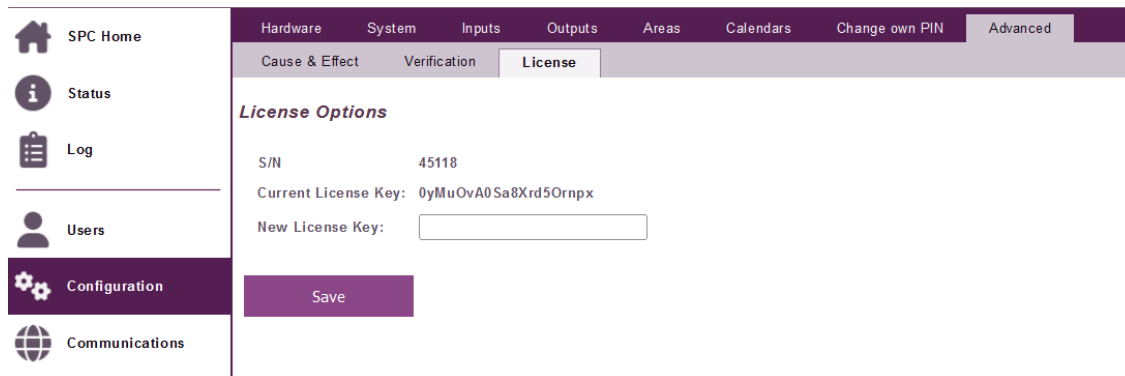 SPC Home
Status
Log
Users
Configuration
Communications
Hardware System Inputs Outputs Areas Calendars Change own PIN Advanced
Cause & Effect Verification License
License Options
S/N 45118
Current License Key: 0yMuOvA0Sa8Xrd5Ornpx
New License Key:
Save